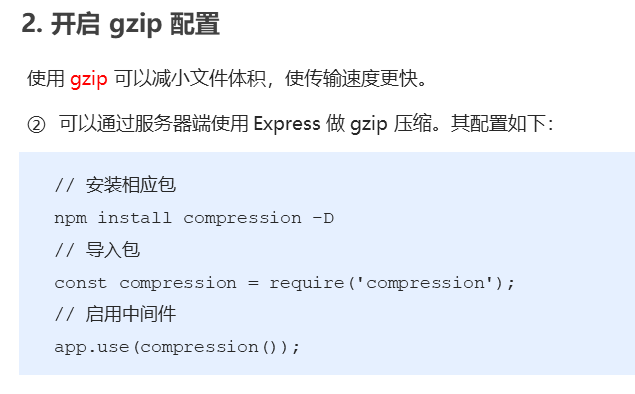 2. 开启 gzip 配置
使用 gzip 可以减小文件体积，使传输速度更快。
② 可以通过服务器端使用 Express 做 gzip 压缩。其配置如下：
// 安装相应包
npm install compression -D
// 导入包
const compression = require('compression');
// 启用中间件
app.use(compression());